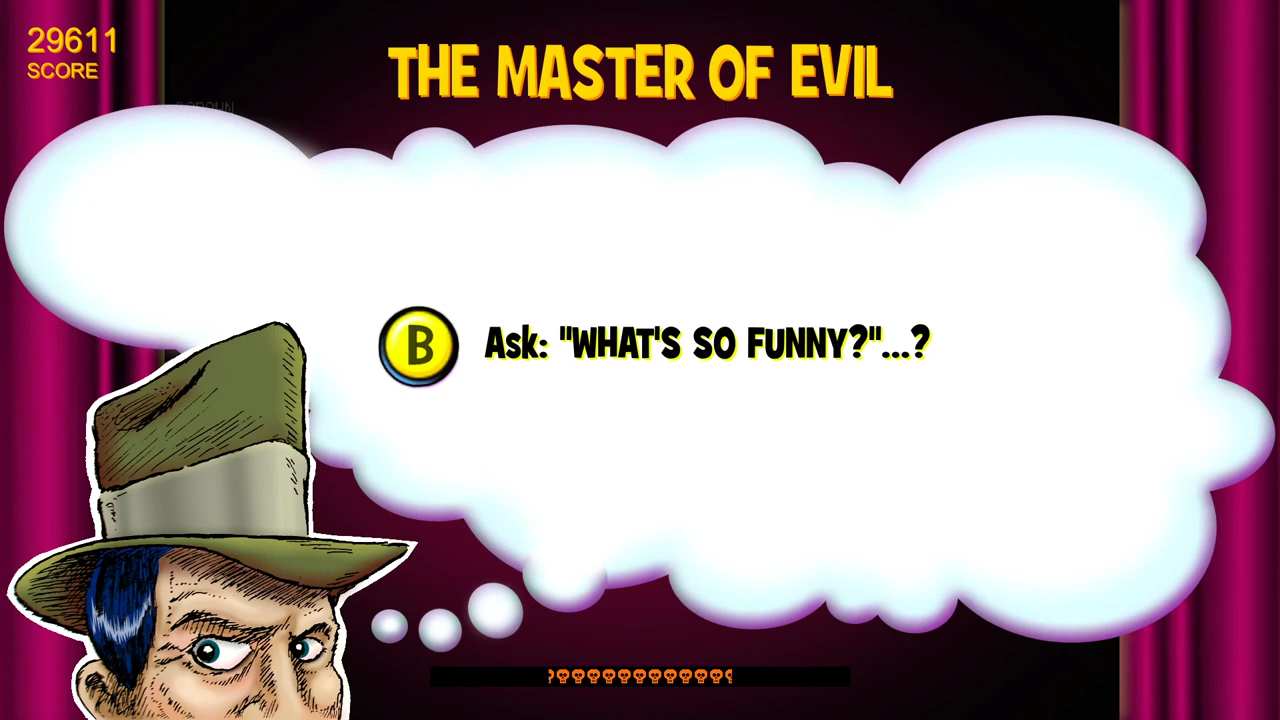 29611
SCORE
THE MASTER OF EVIL
B Ask: "WHAT'S SO FUNNY?"...?